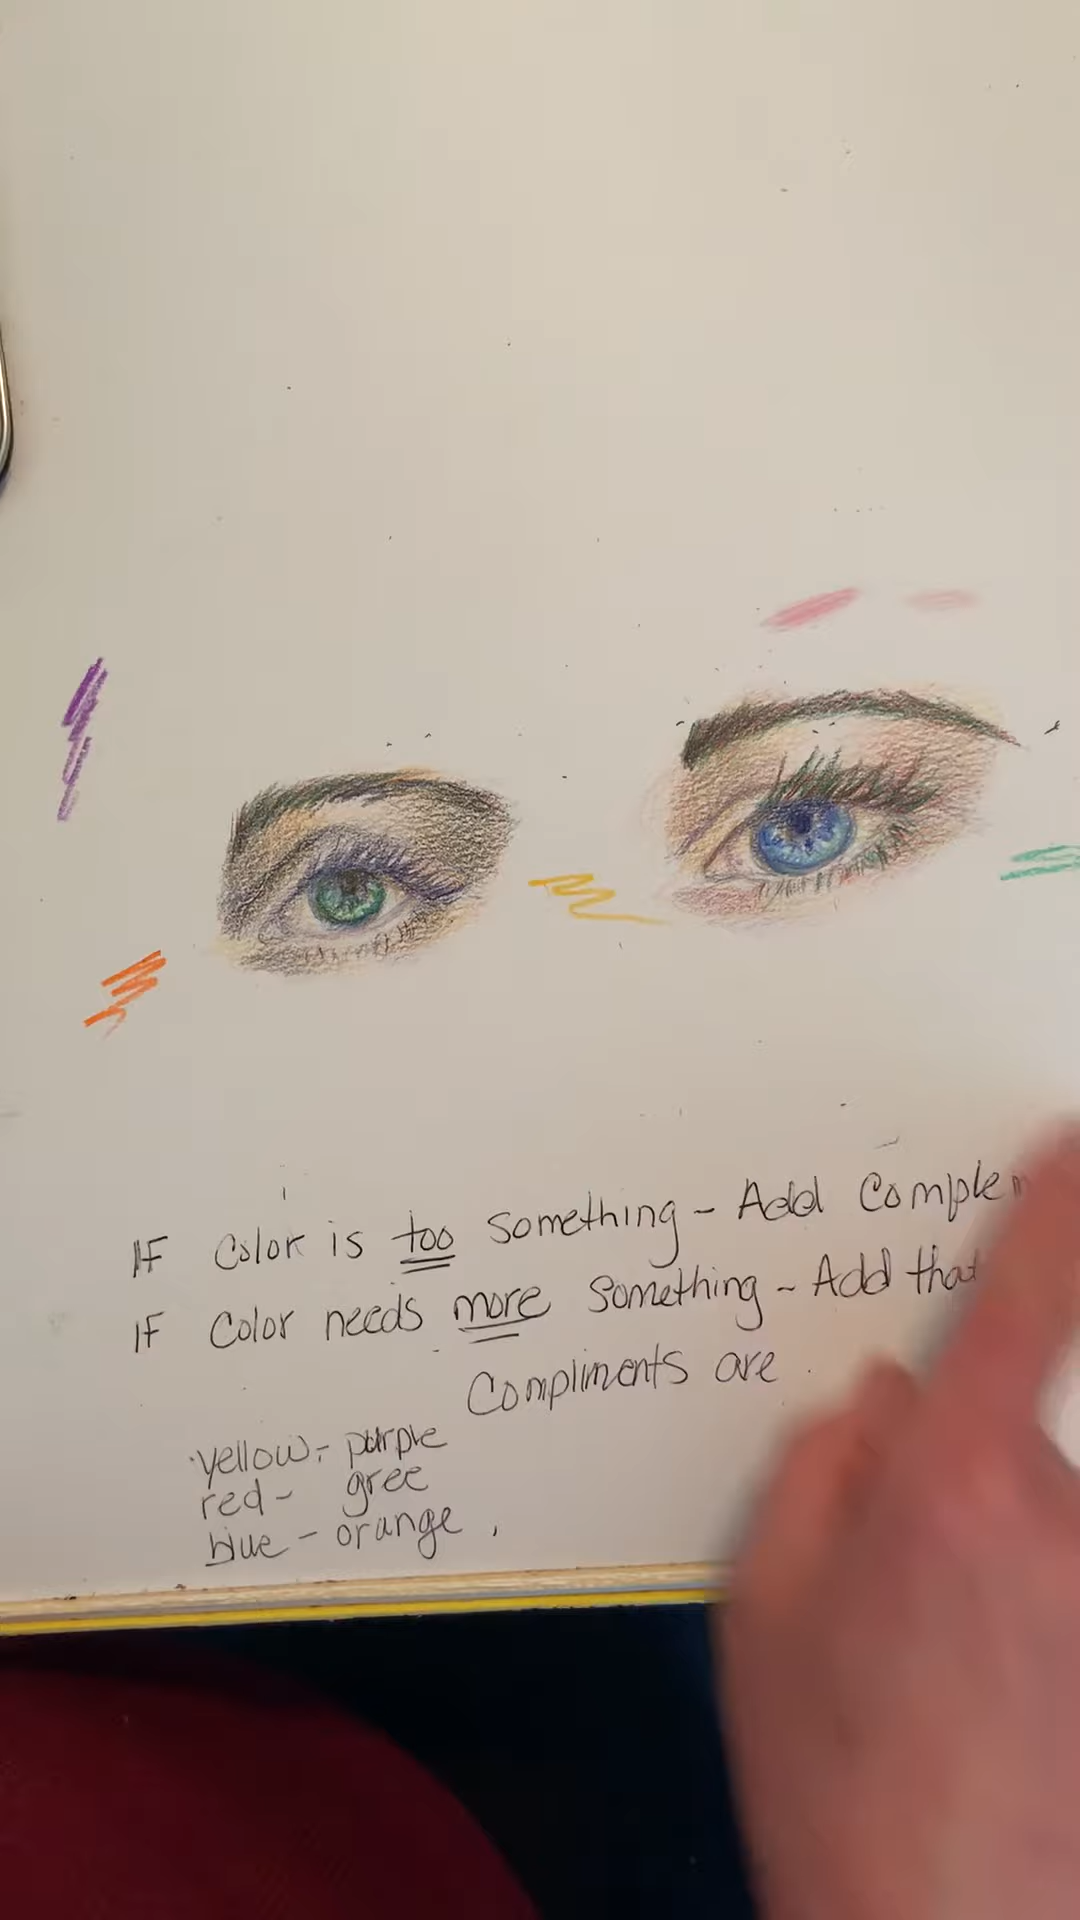 IF Color is too something - Add Complem
IF Color needs more something - Add that
Compliments are
yellow - purple
red - gree
blue - orange